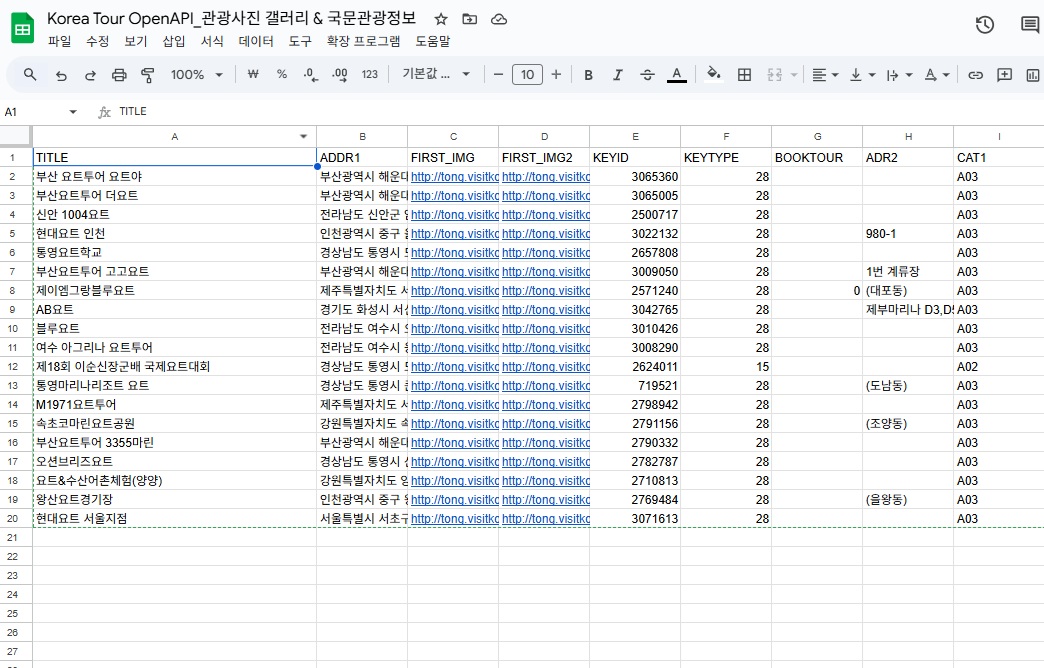 Korea Tour OpenAPI_관광사진 갤러리 & 국문관광정보
파일 수정 보기 삽입 서식 데이터 도구 확장 프로그램 도움말
100% ₩ % .0 .00 123 기본값 ... 10 B I A
A1 fx TITLE
A B C D E F G H I
1 TITLE ADDR1 FIRST_IMG FIRST_IMG2 KEYID KEYTYPE BOOKTOUR ADR2 CAT1
2 부산 요트투어 요트야 부산광역시 해운대 http://tong.visitko http://tong.visitko 3065360 28 A03
3 부산요트투어 더요트 부산광역시 해운대 http://tong.visitko http://tong.visitko 3065005 28 A03
4 신안 1004요트 전라남도 신안군 http://tong.visitko http://tong.visitko 2500717 28 A03
5 현대요트 인천 인천광역시 중구 http://tong.visitko http://tong.visitko 3022132 28 980-1 A03
6 통영요트학교 경상남도 통영시 http://tong.visitko http://tong.visitko 2657808 28 A03
7 부산요트투어 고고요트 부산광역시 해운대 http://tong.visitko http://tong.visitko 3009050 28 1번 계류장 A03
8 제이엠그랑블루요트 제주특별자치도 서 http://tong.visitko http://tong.visitko 2571240 28 0 (대포동) A03
9 AB요트 경기도 화성시 서신 http://tong.visitko http://tong.visitko 3042765 28 제부마리나 D3,D5 A03
10 블루요트 전라남도 여수시 http://tong.visitko http://tong.visitko 3010426 28 A03
11 여수 아그리나 요트투어 전라남도 여수시 http://tong.visitko http://tong.visitko 3008290 28 A03
12 제18회 이순신장군배 국제요트대회 경상남도 통영시 http://tong.visitko http://tong.visitko 2624011 15 A02
13 통영마리나리조트 요트 경상남도 통영시 http://tong.visitko http://tong.visitko 719521 28 (도남동) A03
14 M1971요트투어 제주특별자치도 서 http://tong.visitko http://tong.visitko 2798942 28 A03
15 속초코마린요트공원 강원특별자치도 속 http://tong.visitko http://tong.visitko 2791156 28 (조양동) A03
16 부산요트투어 3355마린 부산광역시 해운대 http://tong.visitko http://tong.visitko 2790332 28 A03
17 오션브리즈요트 경상남도 통영시 http://tong.visitko http://tong.visitko 2782787 28 A03
18 요트&수산어촌체험(양양) 강원특별자치도 양 http://tong.visitko http://tong.visitko 2710813 28 A03
19 왕산요트경기장 인천광역시 중구 http://tong.visitko http://tong.visitko 2769484 28 (을왕동) A03
20 현대요트 서울지점 서울특별시 서초구 http://tong.visitko http://tong.visitko 3071613 28 A03
21
22
23
24
25
26
27